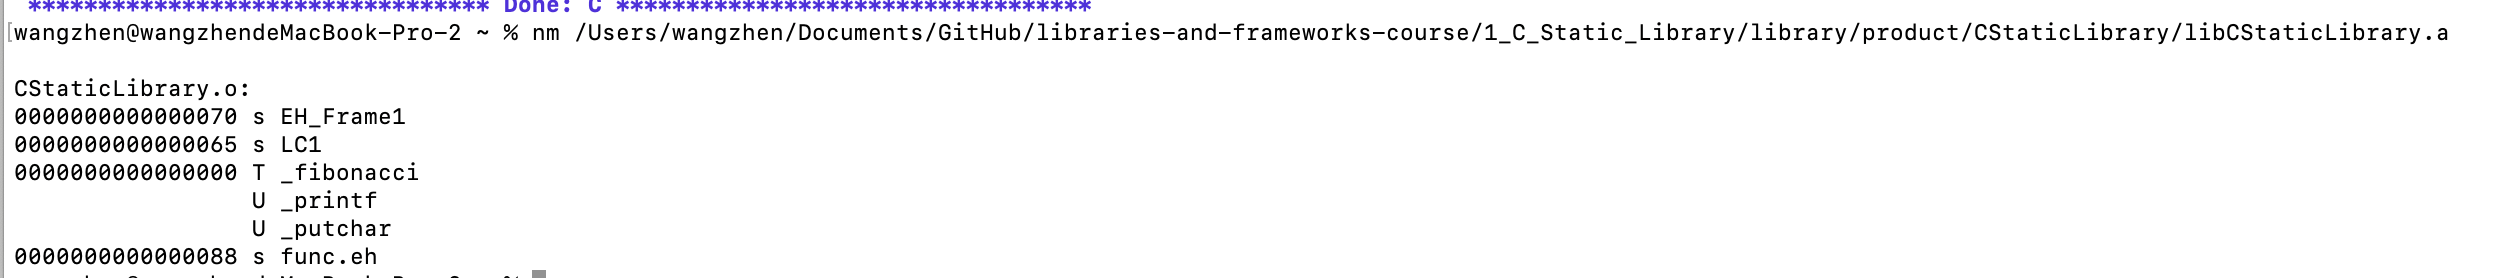 ********************************* Done: C **********************************
wangzhen@wangzhendeMacBook-Pro-2 ~ % nm /Users/wangzhen/Documents/GitHub/libraries-and-frameworks-course/1_C_Static_Library/library/product/CStaticLibrary/libCStaticLibrary.a
CStaticLibrary.o:
0000000000000070 s EH_Frame1
0000000000000065 s LC1
0000000000000000 T _fibonacci
U _printf
U _putchar
0000000000000088 s func.eh